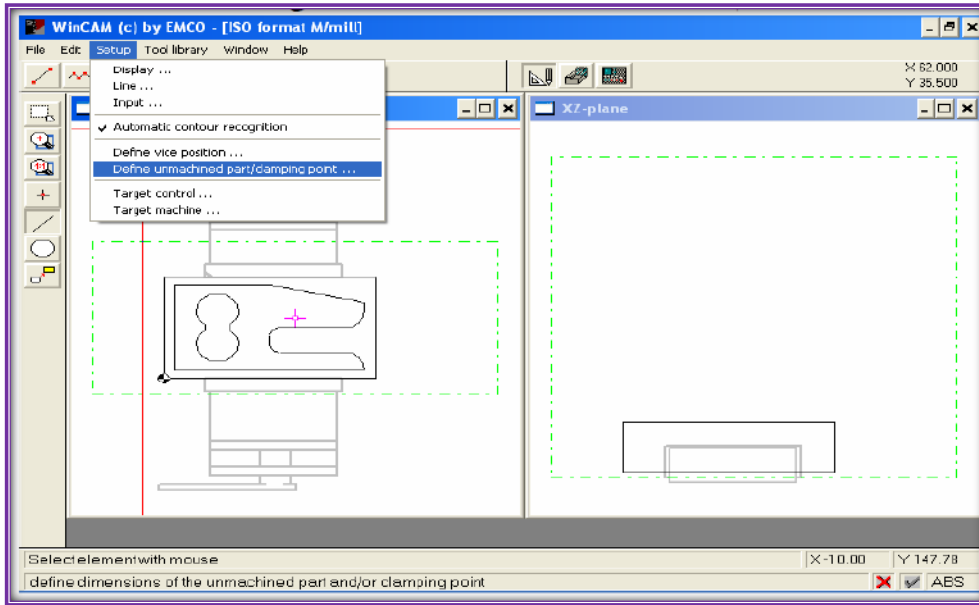 WinCAM (c) by EMCO - [ISO format M/mill]
File Edit Setup Tool library Window Help
X 62.000
Y 35.500
Display ...
Line ...
Input ...
Automatic contour recognition
Define vice position ...
Define unmachined part/clamping point ...
Target control ...
Target machine ...
XZ-plane
Select element with mouse
X -10.00
Y 147.78
define dimensions of the unmachined part and/or clamping point
ABS